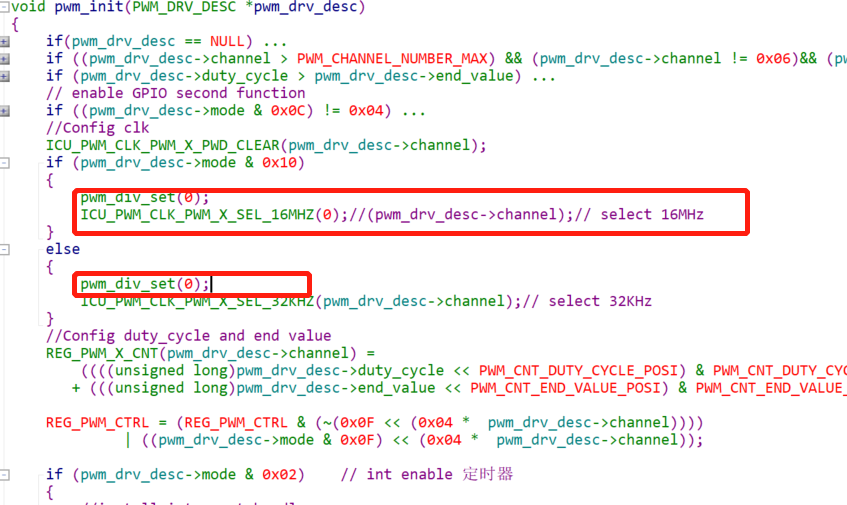 void pwm_init(PWM_DRV_DESC *pwm_drv_desc)
{
if(pwm_drv_desc == NULL) ...
if ((pwm_drv_desc->channel > PWM_CHANNEL_NUMBER_MAX) && (pwm_drv_desc->channel != 0x06)&& (pw
if (pwm_drv_desc->duty_cycle > pwm_drv_desc->end_value) ...
// enable GPIO second function
if ((pwm_drv_desc->mode & 0x0C) != 0x04) ...
//Config clk
ICU_PWM_CLK_PWM_X_PWD_CLEAR(pwm_drv_desc->channel);
if (pwm_drv_desc->mode & 0x10)
{
pwm_div_set(0);
ICU_PWM_CLK_PWM_X_SEL_16MHZ(0);//(pwm_drv_desc->channel);// select 16MHz
}
else
{
pwm_div_set(0);
ICU_PWM_CLK_PWM_X_SEL_32KHZ(pwm_drv_desc->channel);// select 32KHz
}
//Config duty_cycle and end value
REG_PWM_X_CNT(pwm_drv_desc->channel) =
((((unsigned long)pwm_drv_desc->duty_cycle << PWM_CNT_DUTY_CYCLE_POSI) & PWM_CNT_DUTY_CYC
+ (((unsigned long)pwm_drv_desc->end_value << PWM_CNT_END_VALUE_POSI) & PWM_CNT_END_VALUE_
REG_PWM_CTRL = (REG_PWM_CTRL & (~(0x0F << (0x04 * pwm_drv_desc->channel))))
| ((pwm_drv_desc->mode & 0x0F) << (0x04 * pwm_drv_desc->channel));
if (pwm_drv_desc->mode & 0x02) // int enable 定时器
{